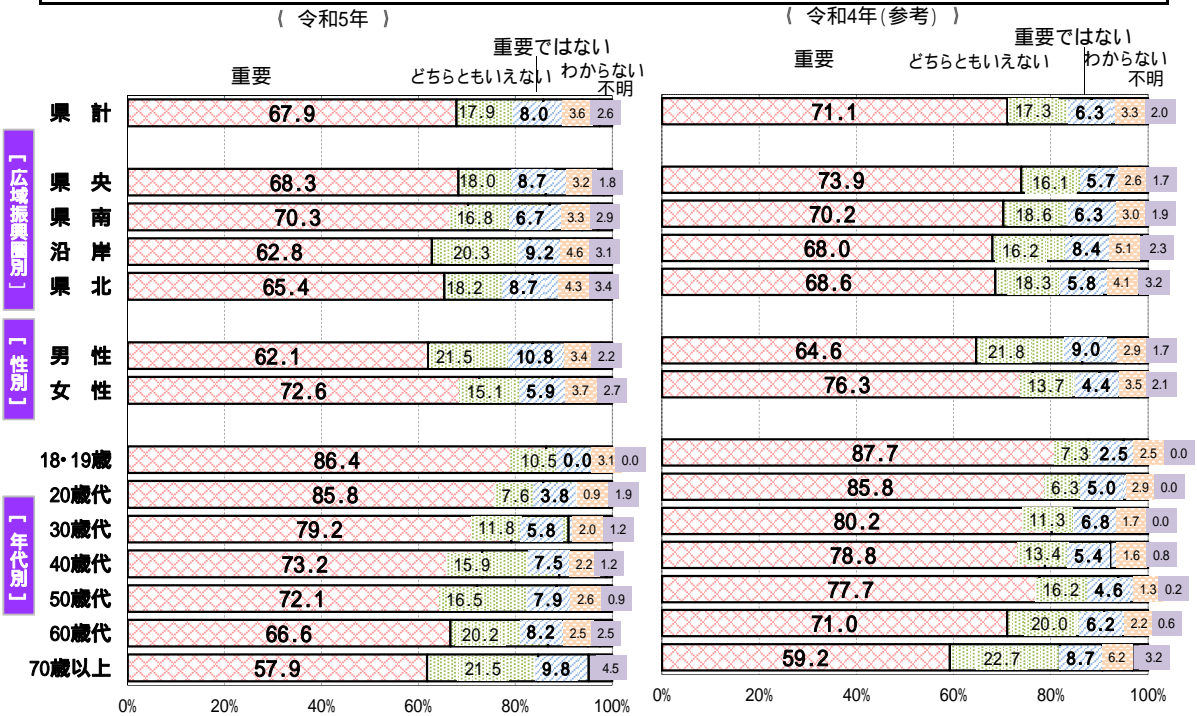 《 令和5年 》
重要
どちらともいえない
重要ではない
わからない
不明
県 計 67.9 17.9 8.0 3.6 2.6
[広域振興圏別]
県 央 68.3 18.0 8.7 3.2 1.8
県 南 70.3 16.8 6.7 3.3 2.9
沿 岸 62.8 20.3 9.2 4.6 3.1
県 北 65.4 18.2 8.7 4.3 3.4
[性別]
男 性 62.1 21.5 10.8 3.4 2.2
女 性 72.6 15.1 5.9 3.7 2.7
[年代別]
18・19歳 86.4 10.5 0.0 3.1 0.0
20歳代 85.8 7.6 3.8 0.9 1.9
30歳代 79.2 11.8 5.8 2.0 1.2
40歳代 73.2 15.9 7.5 2.2 1.2
50歳代 72.1 16.5 7.9 2.6 0.9
60歳代 66.6 20.2 8.2 2.5 2.5
70歳以上 57.9 21.5 9.8 4.5
0% 20% 40% 60% 80% 100%
《 令和4年(参考) 》
重要
どちらともいえない
重要ではない
わからない
不明
71.1 17.3 6.3 3.3 2.0
73.9 16.1 5.7 2.6 1.7
70.2 18.6 6.3 3.0 1.9
68.0 16.2 8.4 5.1 2.3
68.6 18.3 5.8 4.1 3.2
64.6 21.8 9.0 2.9 1.7
76.3 13.7 4.4 3.5 2.1
87.7 7.3 2.5 2.5 0.0
85.8 6.3 5.0 2.9 0.0
80.2 11.3 6.8 1.7 0.0
78.8 13.4 5.4 1.6 0.8
77.7 16.2 4.6 1.3 0.2
71.0 20.0 6.2 2.2 0.6
59.2 22.7 8.7 6.2 3.2
0% 20% 40% 60% 80% 100%